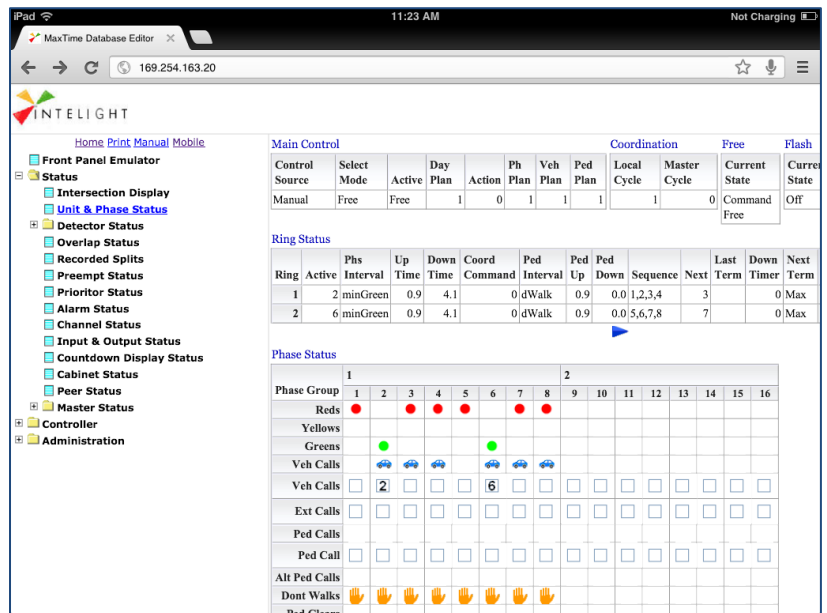 iPad 11:23 AM Not Charging
MaxTime Database Editor
169.254.163.20
INTELIGHT
Home Print Manual Mobile
Front Panel Emulator
Status
Intersection Display
Unit & Phase Status
Detector Status
Overlap Status
Recorded Splits
Preempt Status
Prioritor Status
Alarm Status
Channel Status
Input & Output Status
Countdown Display Status
Cabinet Status
Peer Status
Master Status
Controller
Administration
Main Control Coordination Free Flash
Control Source Select Mode Active Day Plan Action Ph Plan Veh Plan Ped Plan Local Cycle Master Cycle Current State Curre State
Manual Free Free 1 0 1 1 1 1 0 Command Free Off
Ring Status
Ring Active Phs Interval Up Time Down Time Coord Command Ped Interval Ped Up Ped Down Sequence Next Last Term Down Timer Next Term
1 2 minGreen 0.9 4.1 0 dWalk 0.9 0.0 1,2,3,4 3 0 Max
2 6 minGreen 0.9 4.1 0 dWalk 0.9 0.0 5,6,7,8 7 0 Max
Phase Status
1 2
Phase Group 1 2 3 4 5 6 7 8 9 10 11 12 13 14 15 16
Reds
Yellows
Greens
Veh Calls
Veh Calls 2 6
Ext Calls
Ped Calls
Ped Call
Alt Ped Calls
Dont Walks
Ped Clears